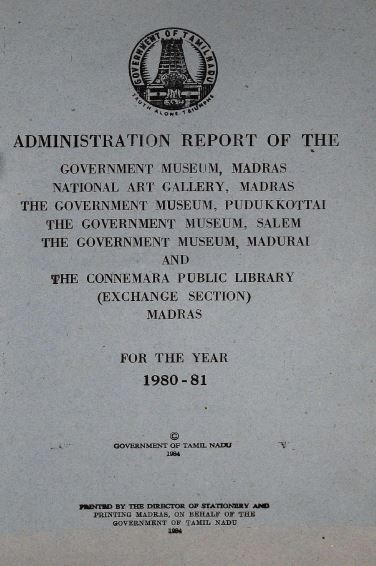 GOVERNMENT OF TAMILNADU
TRUTH ALONE TRIUMPHS
ADMINISTRATION REPORT OF THE
GOVERNMENT MUSEUM, MADRAS
NATIONAL ART GALLERY, MADRAS
THE GOVERNMENT MUSEUM, PUDUKKOTTAI
THE GOVERNMENT MUSEUM, SALEM
THE GOVERNMENT MUSEUM, MADURAI
AND
THE CONNEMARA PUBLIC LIBRARY
(EXCHANGE SECTION)
MADRAS
FOR THE YEAR
1980-81
©
GOVERNMENT OF TAMIL NADU
1984
PRINTED BY THE DIRECTOR OF STATIONERY AND
PRINTING MADRAS, ON BEHALF OF THE
GOVERNMENT OF TAMIL NADU
1984